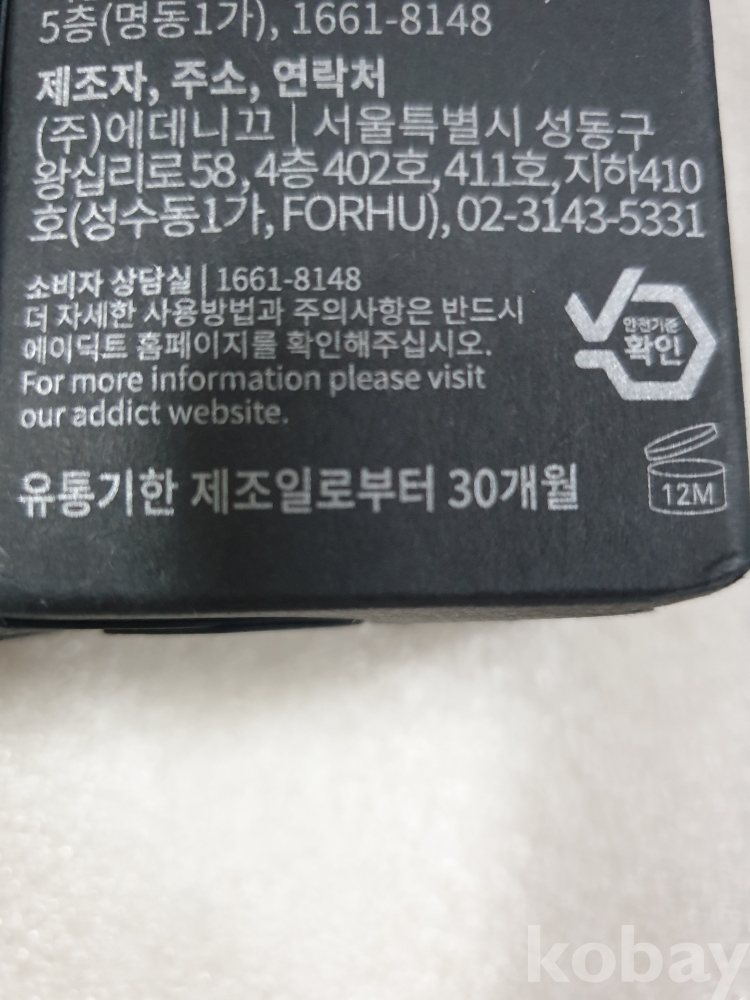 5층(명동1가), 1661-8148
제조자, 주소, 연락처
(주)에데니끄 | 서울특별시 성동구
왕십리로58, 4층402호, 411호, 지하410
호(성수동1가, FORHU), 02-3143-5331
소비자 상담실 | 1661-8148
더 자세한 사용방법과 주의사항은 반드시
에이딕트 홈페이지를 확인해주십시오.
For more information please visit
our addict website.
안전기준
확인
유통기한 제조일로부터 30개월
12M
kobay